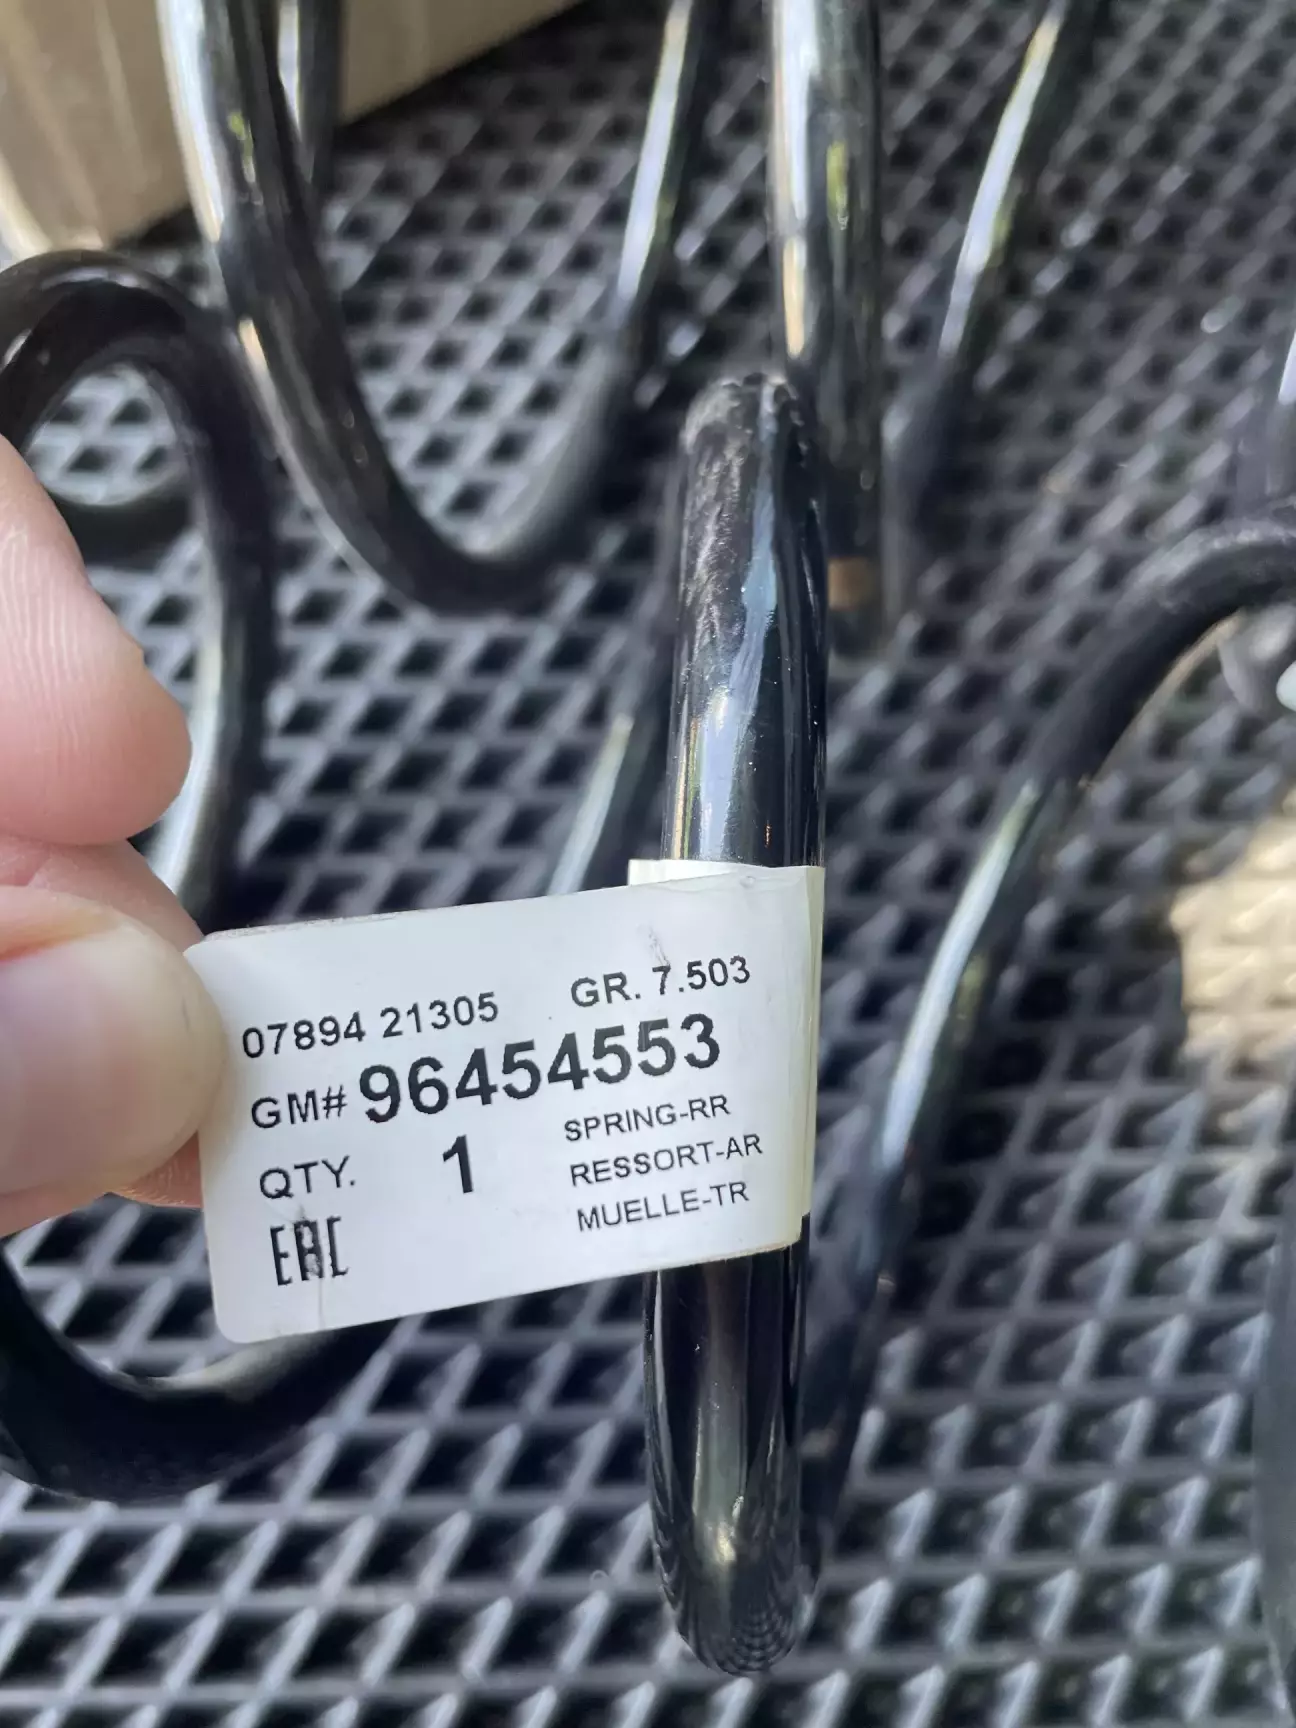 07894 21305 GR. 7.503
GM# 96454553
QTY. 1 SPRING-RR
RESSORT-AR
MUELLE-TR
EAC